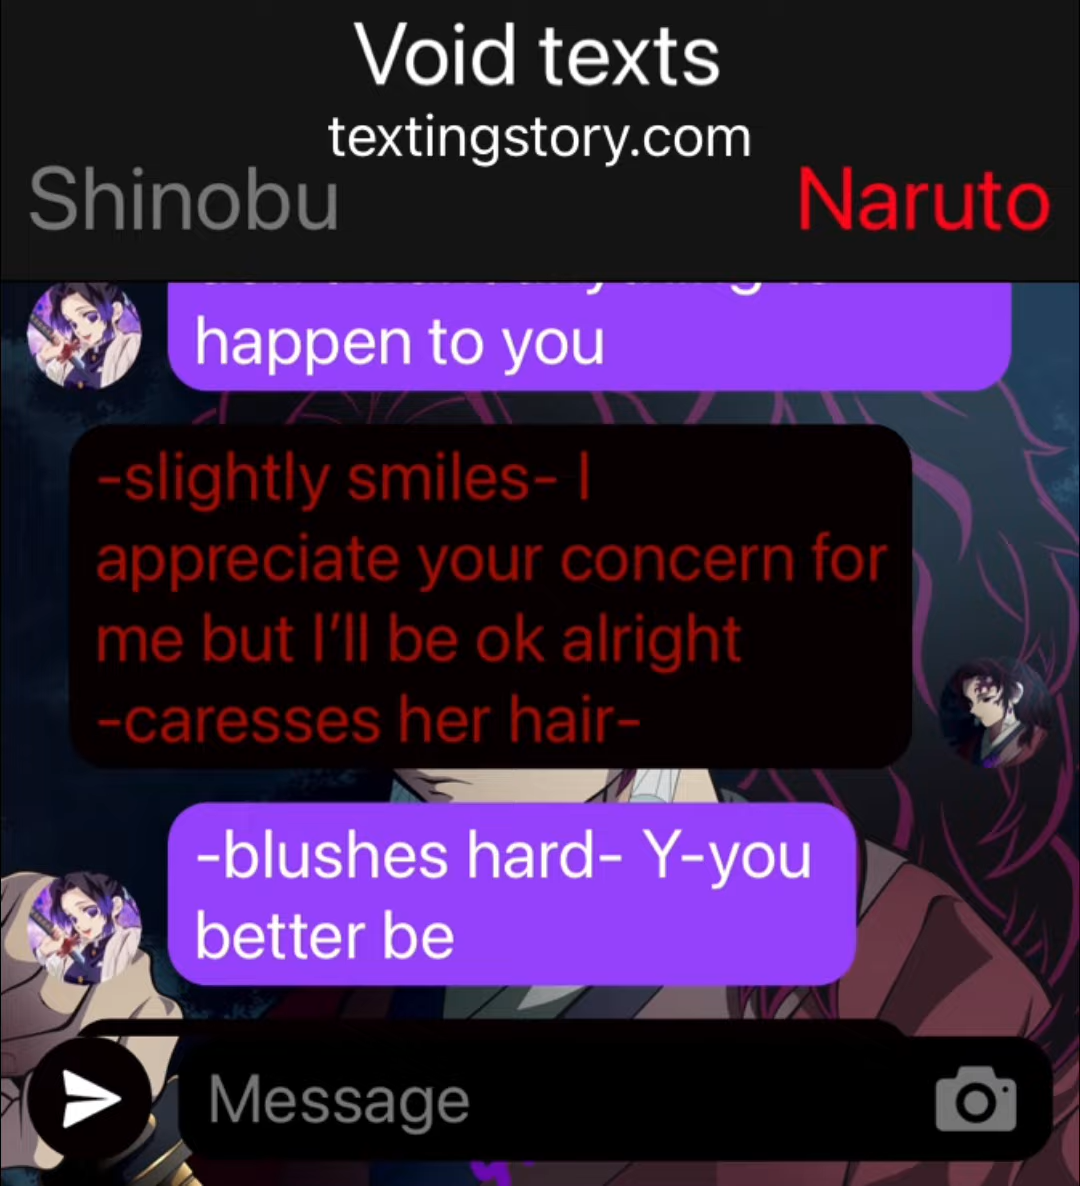 Void texts
textingstory.com
Shinobu
Naruto
happen to you
-slightly smiles- I
appreciate your concern for
me but I'll be ok alright
-caresses her hair-
-blushes hard- Y-you
better be
Message